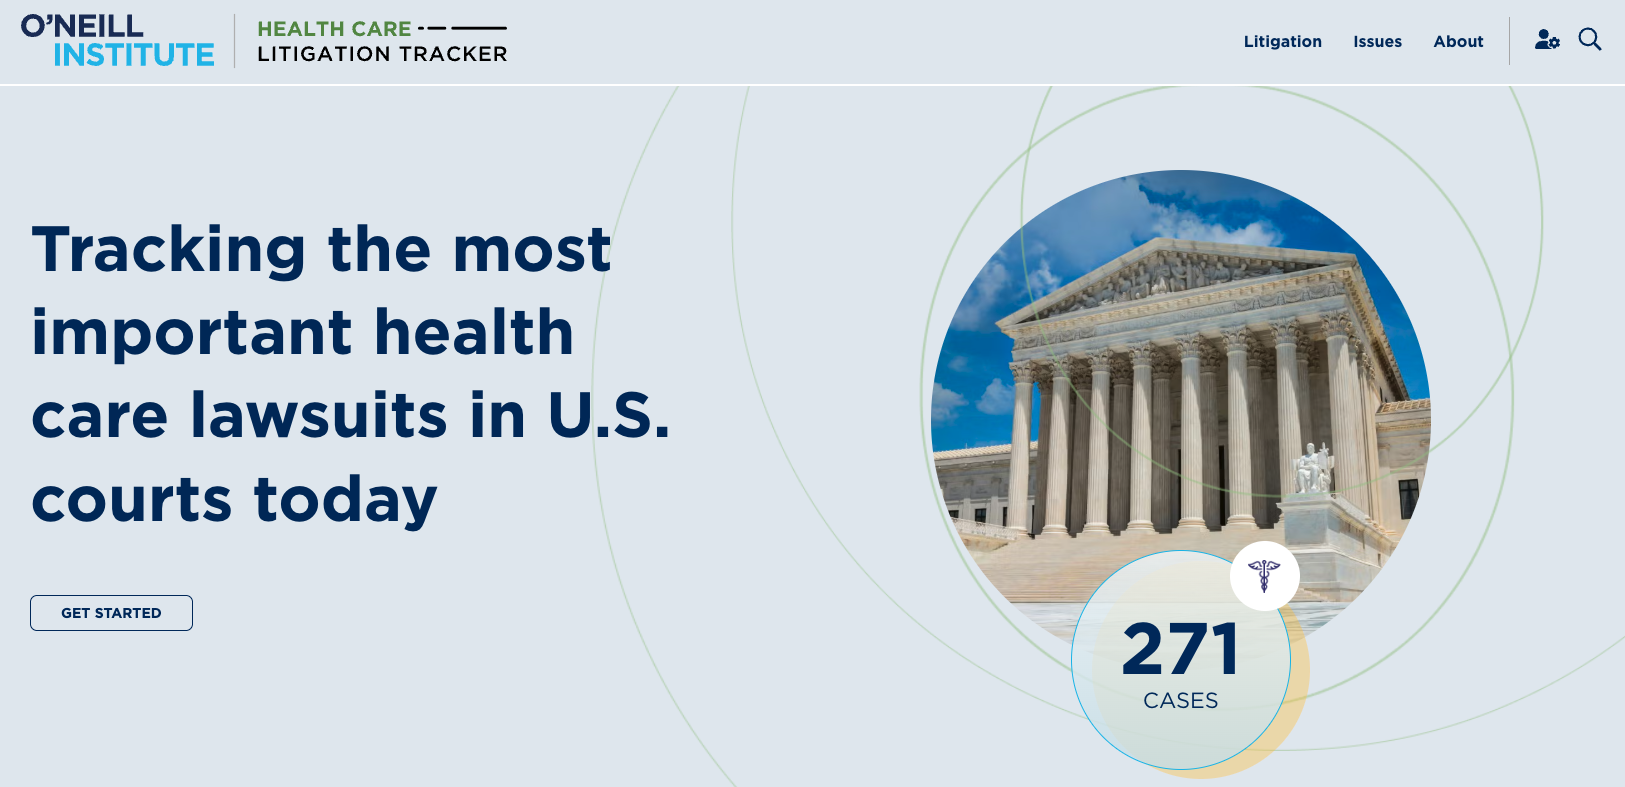 O'NEILL
INSTITUTE
HEALTH CARE
LITIGATION TRACKER
Litigation
Issues
About
Tracking the most
important health
care lawsuits in U.S.
courts today
GET STARTED
271
CASES